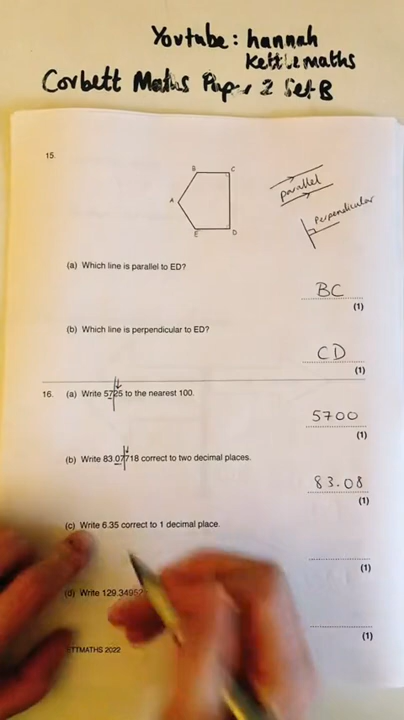 Youtube: hannah
Kettlemaths
Corbett Maths Paper 2 Set B
15.
B C
A
E D
parallel
Perpendicular
(a) Which line is parallel to ED?
BC
(1)
(b) Which line is perpendicular to ED?
CD
(1)
16. (a) Write 5725 to the nearest 100.
5700
(1)
(b) Write 83.07718 correct to two decimal places.
83.08
(1)
(c) Write 6.35 correct to 1 decimal place.
(1)
(d) Write
(1)
TTMATHS 2022